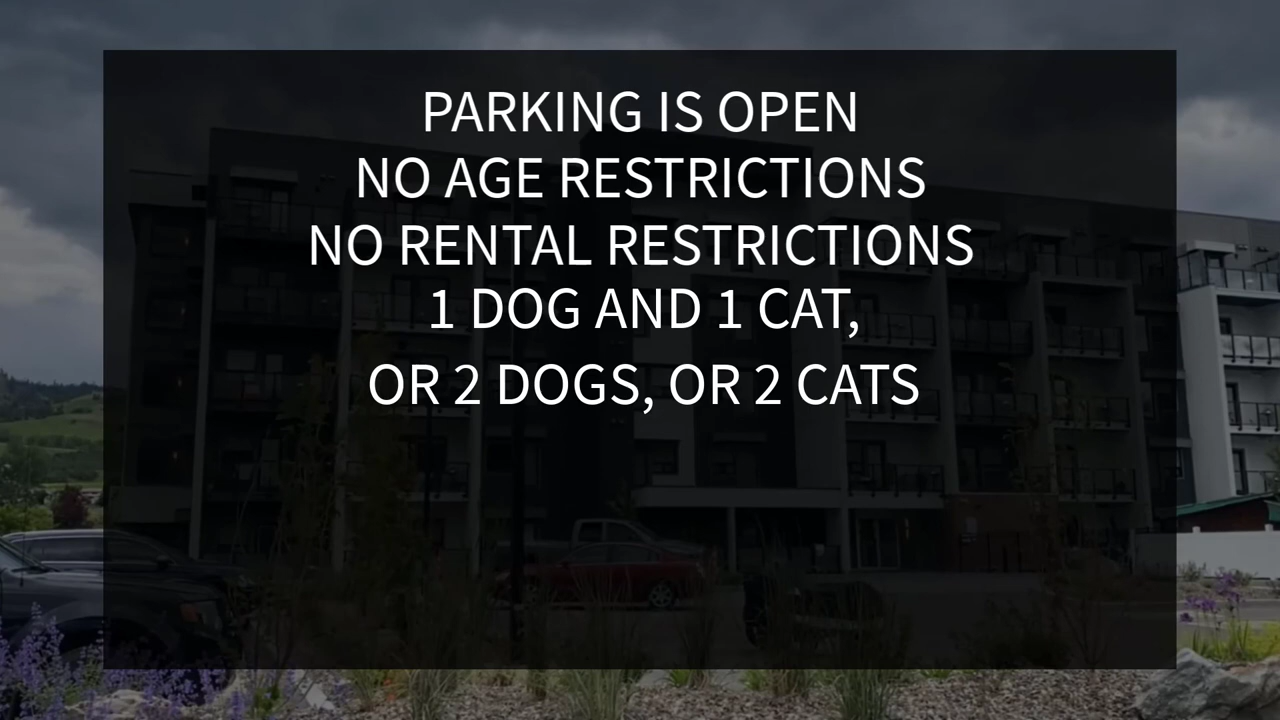 PARKING IS OPEN
NO AGE RESTRICTIONS
NO RENTAL RESTRICTIONS
1 DOG AND 1 CAT,
OR 2 DOGS, OR 2 CATS